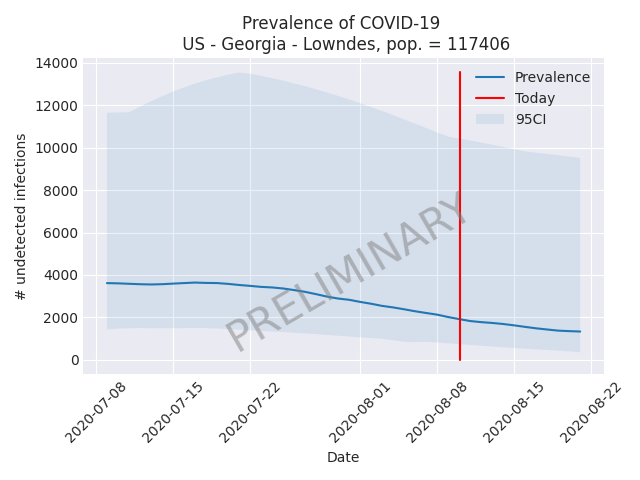 Prevalence of COVID-19
US - Georgia - Lowndes, pop. = 117406
14000
12000
10000
8000
6000
4000
2000
0
# undetected infections
Prevalence
Today
95CI
PRELIMINARY
2020-07-08
2020-07-15
2020-07-22
2020-08-01
2020-08-08
2020-08-15
2020-08-22
Date